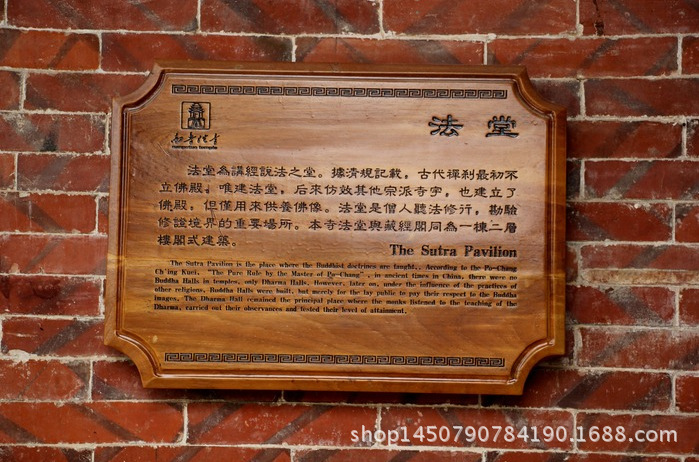 法堂
法堂為講經說法之堂。據清規記載，古代禪剎最初不
立佛殿，唯建法堂，后來仿效其他宗派寺宇，也建立了
佛殿，但僅用來供養佛像。法堂是僧人聽法修行，勘驗
修證境界的重要場所。本寺法堂與藏經閣同為一棟二層
樓閣式建築。
The Sutra Pavilion
The Sutra Pavilion is the place where the Buddhist doctrines are taught. According to the Po-Chang
Ch'ing Kuei, "The Pure Rule by the Master of Po-Chang", in ancient times in China, there were no
Buddha Halls in temples, only Dharma Halls. However, later on, under the influence of the practives of
other religions, Buddha Halls were built, but merely for the lay public to pay their respect to the Buddha
images. The Dharma Hall remained the principal place where the monks listened to the teaching of the
Dharma, carried out their observances and tested their level of attainment.
shop1450790784190.1688.com/